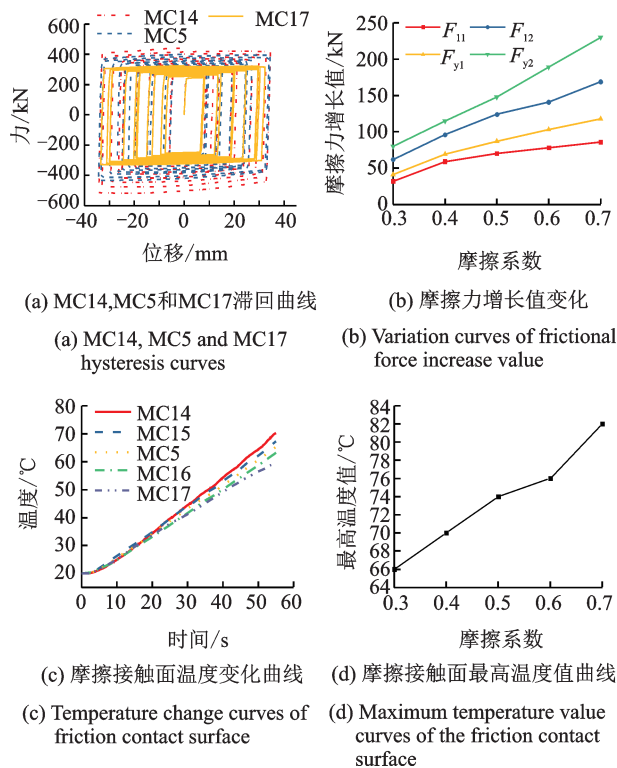 MC14 MC17
MC5
力/kN
600
400
200
0
−200
−400
−600
−40 −20 0 20 40
位移/mm
(a) MC14,MC5和MC17滞回曲线
(a) MC14, MC5 and MC17
hysteresis curves
摩擦力增长值/kN
250
200
150
100
50
0
F11 F12
Fy1 Fy2
0.3 0.4 0.5 0.6 0.7
摩擦系数
(b) 摩擦力增长值变化
(b) Variation curves of frictional
force increase value
温度/℃
80
70
60
50
40
30
20
10
MC14
MC15
MC5
MC16
MC17
0 10 20 30 40 50 60
时间/s
(c) 摩擦接触面温度变化曲线
(c) Temperature change curves of
friction contact surface
最高温度值/℃
84
82
80
78
76
74
72
70
68
66
64
0.3 0.4 0.5 0.6 0.7
摩擦系数
(d) 摩擦接触面最高温度值曲线
(d) Maximum temperature value
curves of the friction contact
surface